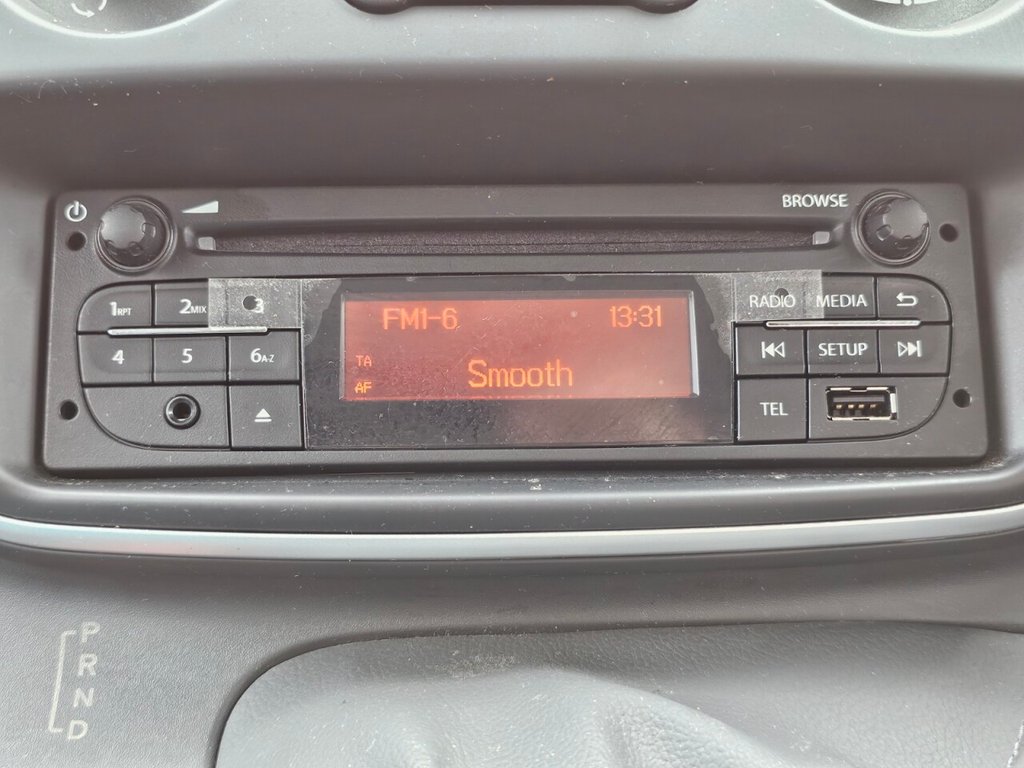 BROWSE
1RPT 2MIX 3
4 5 6A-Z
FM1-6 13:31
TA
AF
Smooth
RADIO MEDIA
SETUP
TEL
P
R
N
D